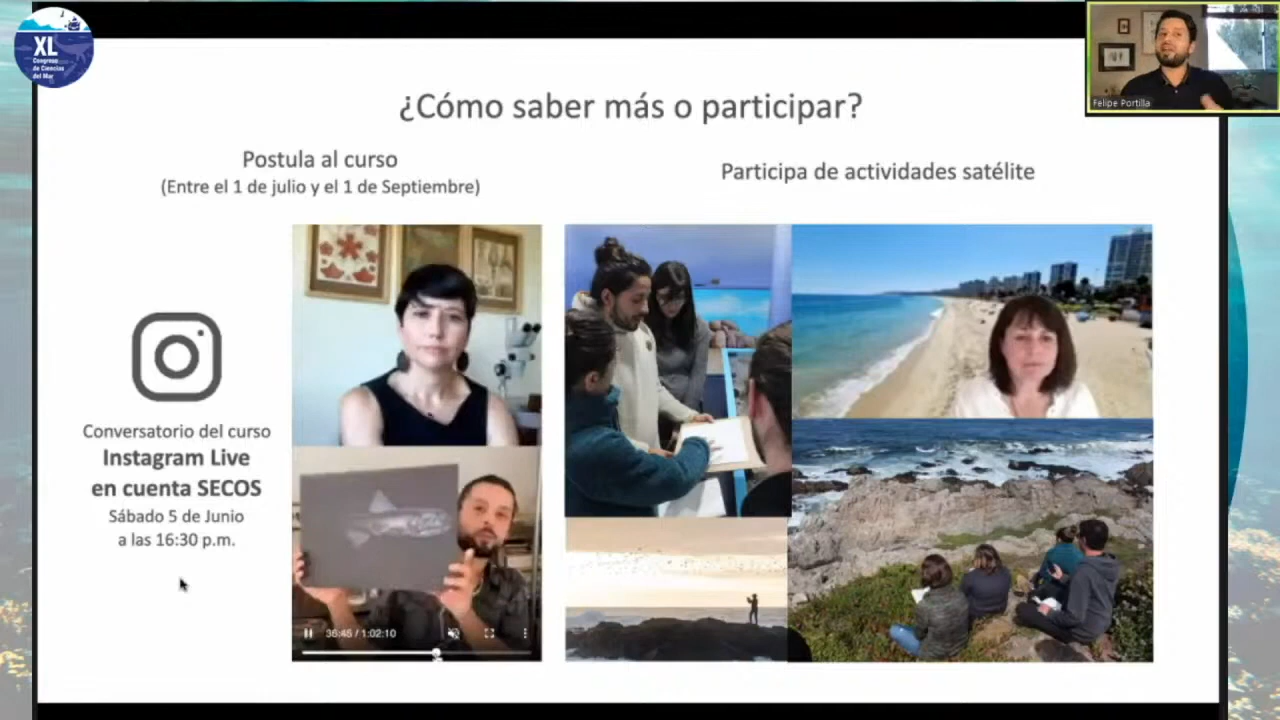 XL
Congreso
de Ciencias
del Mar
Felipe Portilla
¿Cómo saber más o participar?
Postula al curso
(Entre el 1 de julio y el 1 de Septiembre)
Participa de actividades satélite
Conversatorio del curso
Instagram Live
en cuenta SECOS
Sábado 5 de Junio
a las 16:30 p.m.
36:45 / 1:02:10